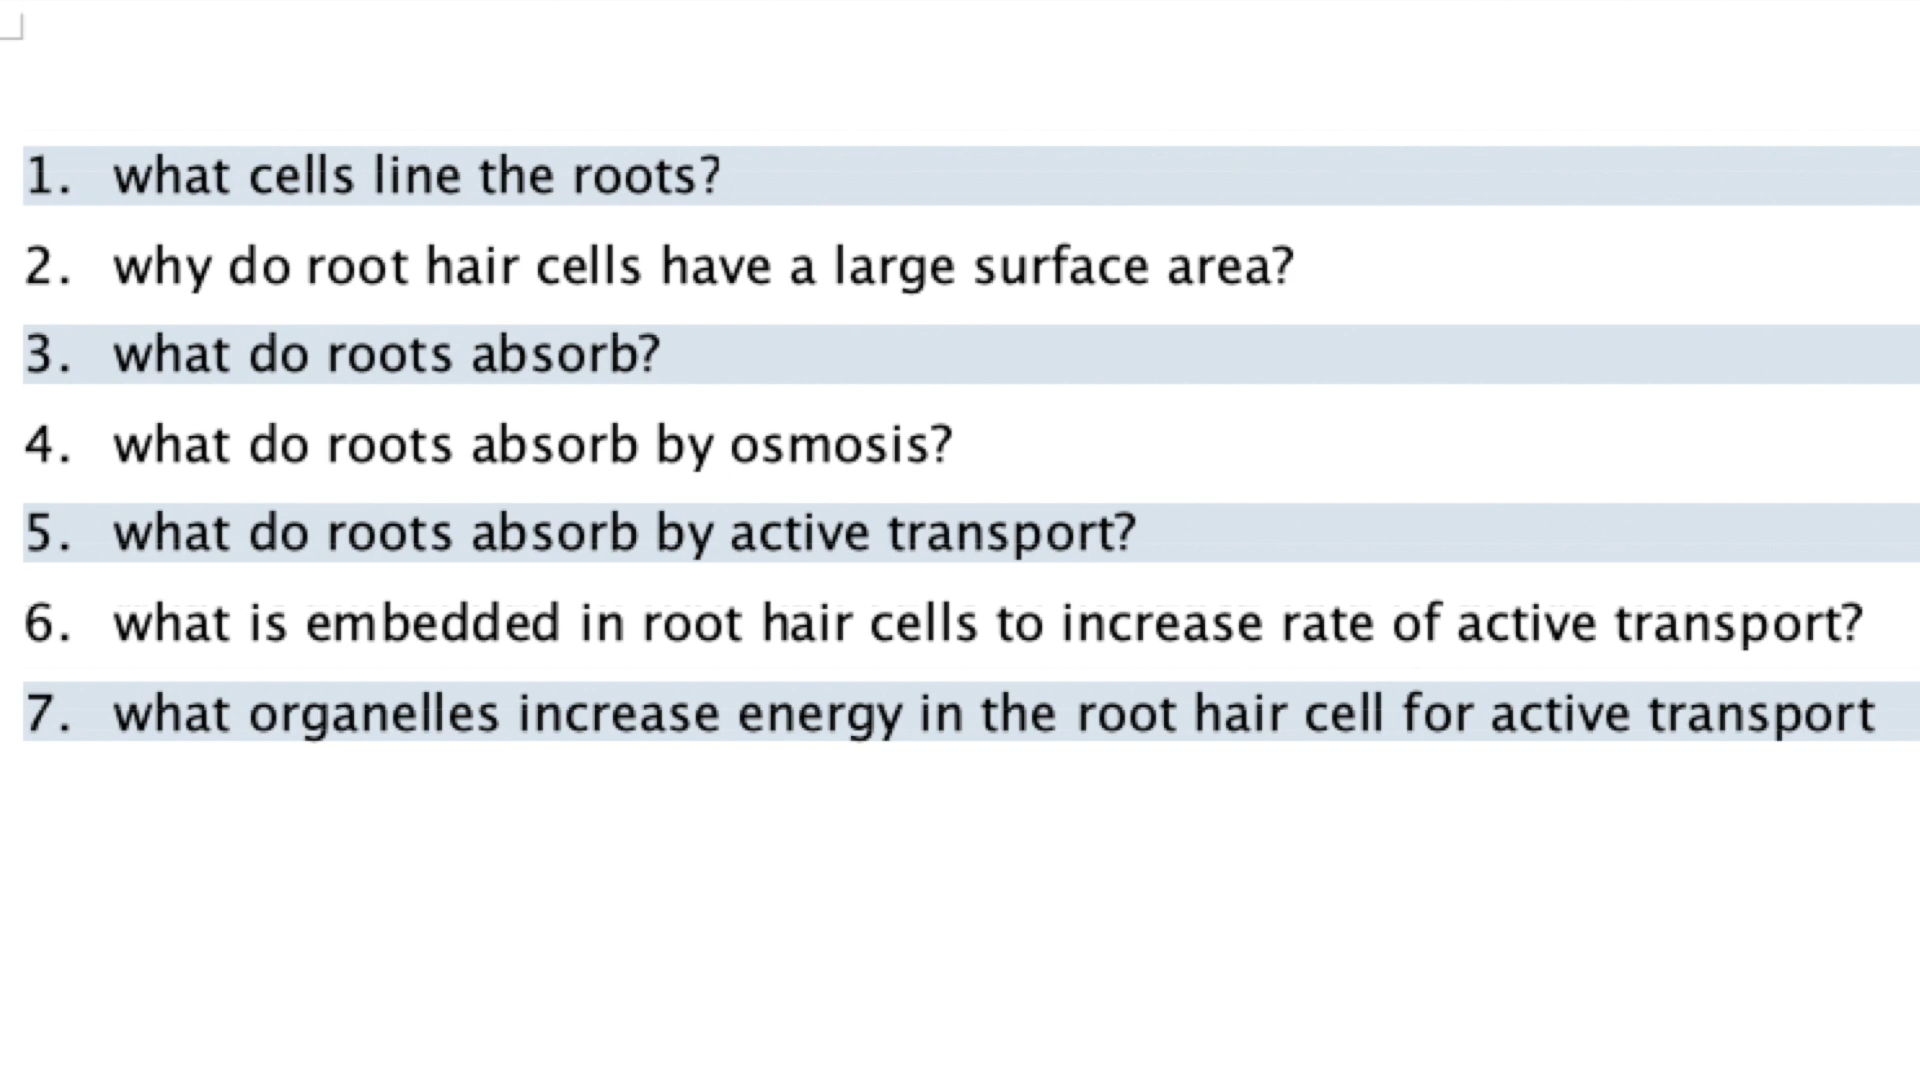 1. what cells line the roots?
2. why do root hair cells have a large surface area?
3. what do roots absorb?
4. what do roots absorb by osmosis?
5. what do roots absorb by active transport?
6. what is embedded in root hair cells to increase rate of active transport?
7. what organelles increase energy in the root hair cell for active transport